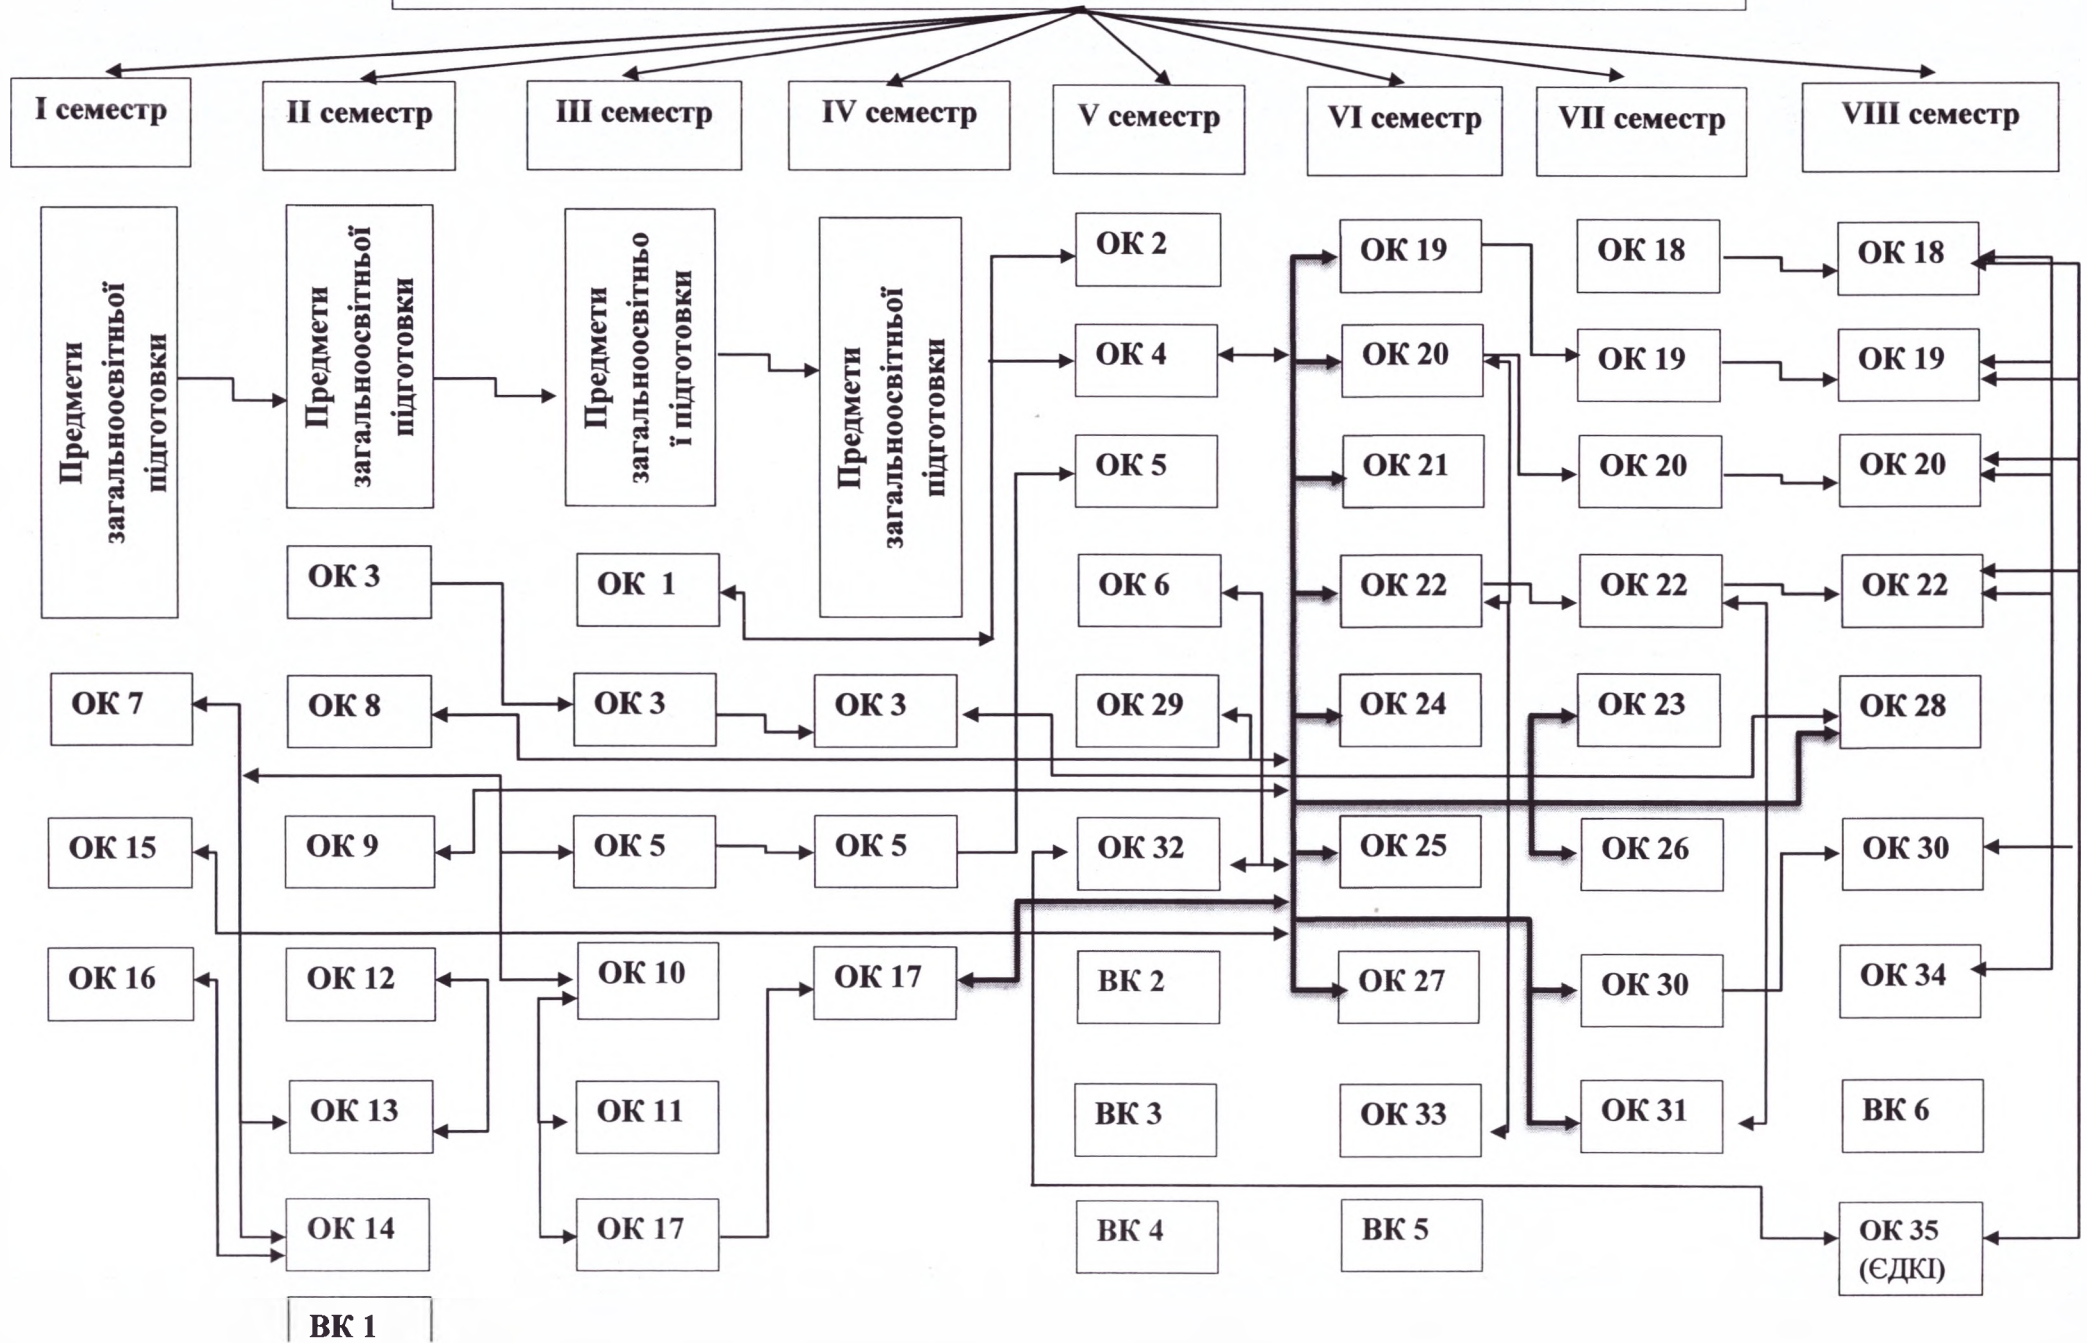 I семестр
II семестр
III семестр
IV семестр
V семестр
VI семестр
VII семестр
VIII семестр
Предмети
загальноосвітньої
підготовки
Предмети
загальноосвітньої
підготовки
Предмети
загальноосвітньо
ї підготовки
Предмети
загальноосвітньої
підготовки
ОК 2
ОК 19
ОК 18
ОК 18
ОК 4
ОК 20
ОК 19
ОК 19
ОК 5
ОК 21
ОК 20
ОК 20
ОК 3
ОК 1
ОК 6
ОК 22
ОК 22
ОК 22
ОК 7
ОК 8
ОК 3
ОК 3
ОК 29
ОК 24
ОК 23
ОК 28
ОК 15
ОК 9
ОК 5
ОК 5
ОК 32
ОК 25
ОК 26
ОК 30
ОК 16
ОК 12
ОК 10
ОК 17
ВК 2
ОК 27
ОК 30
ОК 34
ОК 13
ОК 11
ВК 3
ОК 33
ОК 31
ВК 6
ОК 14
ОК 17
ВК 4
ВК 5
ОК 35
(ЄДКІ)
ВК 1